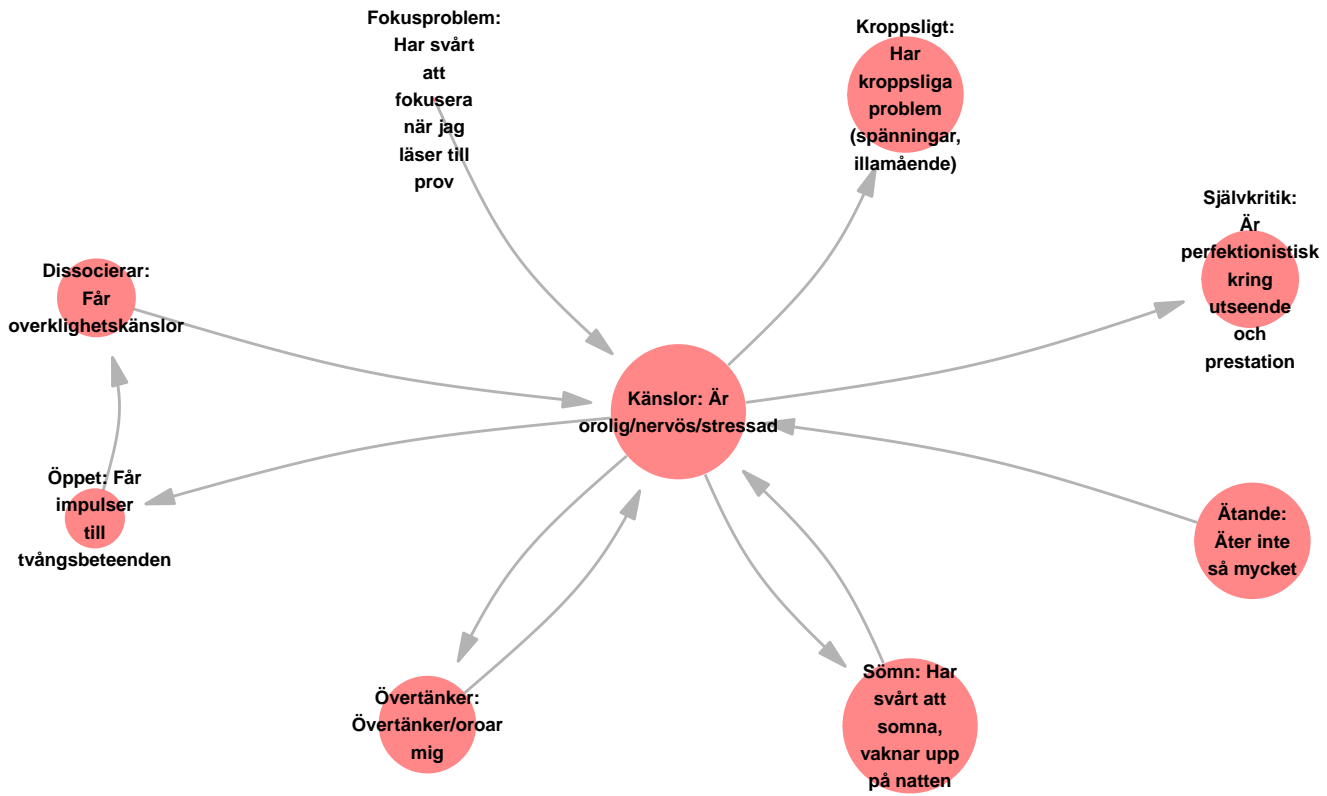 Fokusproblem:
Har svårt
att
fokusera
när jag
läser till
prov
Kroppsligt:
Har
kroppsliga
problem
(spänningar,
illamående)
Självkritik:
Är
perfektionistisk
kring
utseende
och
prestation
Dissocierar:
Får
overklighetskänslor
Känslor: Är
orolig/nervös/stressad
Öppet: Får
impulser
till
tvångsbeteenden
Ätande:
Äter inte
så mycket
Övertänker:
Övertänker/oroar
mig
Sömn: Har
svårt att
somna,
vaknar upp
på natten